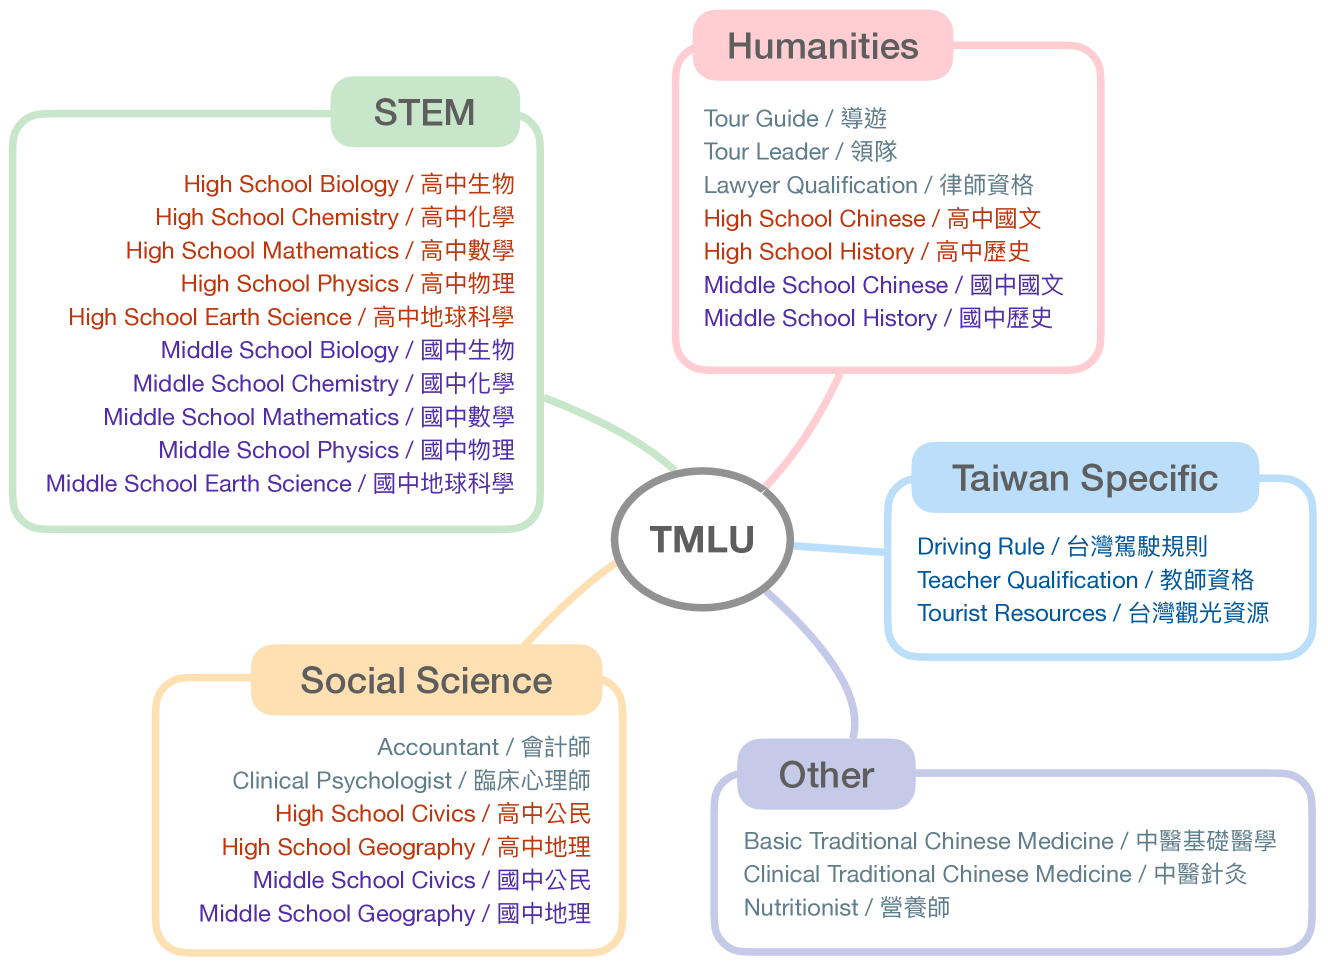 STEM
High School Biology / 高中生物
High School Chemistry / 高中化學
High School Mathematics / 高中數學
High School Physics / 高中物理
High School Earth Science / 高中地球科學
Middle School Biology / 國中生物
Middle School Chemistry / 國中化學
Middle School Mathematics / 國中數學
Middle School Physics / 國中物理
Middle School Earth Science / 國中地球科學
Humanities
Tour Guide / 導遊
Tour Leader / 領隊
Lawyer Qualification / 律師資格
High School Chinese / 高中國文
High School History / 高中歷史
Middle School Chinese / 國中國文
Middle School History / 國中歷史
TMLU
Taiwan Specific
Driving Rule / 台灣駕駛規則
Teacher Qualification / 教師資格
Tourist Resources / 台灣觀光資源
Social Science
Accountant / 會計師
Clinical Psychologist / 臨床心理師
High School Civics / 高中公民
High School Geography / 高中地理
Middle School Civics / 國中公民
Middle School Geography / 國中地理
Other
Basic Traditional Chinese Medicine / 中醫基礎醫學
Clinical Traditional Chinese Medicine / 中醫針灸
Nutritionist / 營養師